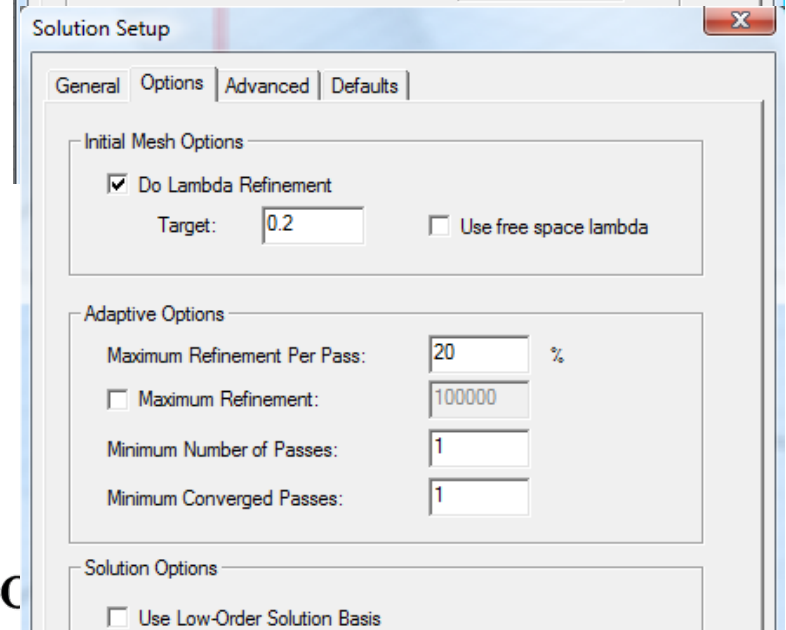 Solution Setup
General Options Advanced Defaults
Initial Mesh Options
Do Lambda Refinement
Target: 0.2 Use free space lambda
Adaptive Options
Maximum Refinement Per Pass: 20 %
Maximum Refinement: 100000
Minimum Number of Passes: 1
Minimum Converged Passes: 1
Solution Options
Use Low-Order Solution Basis